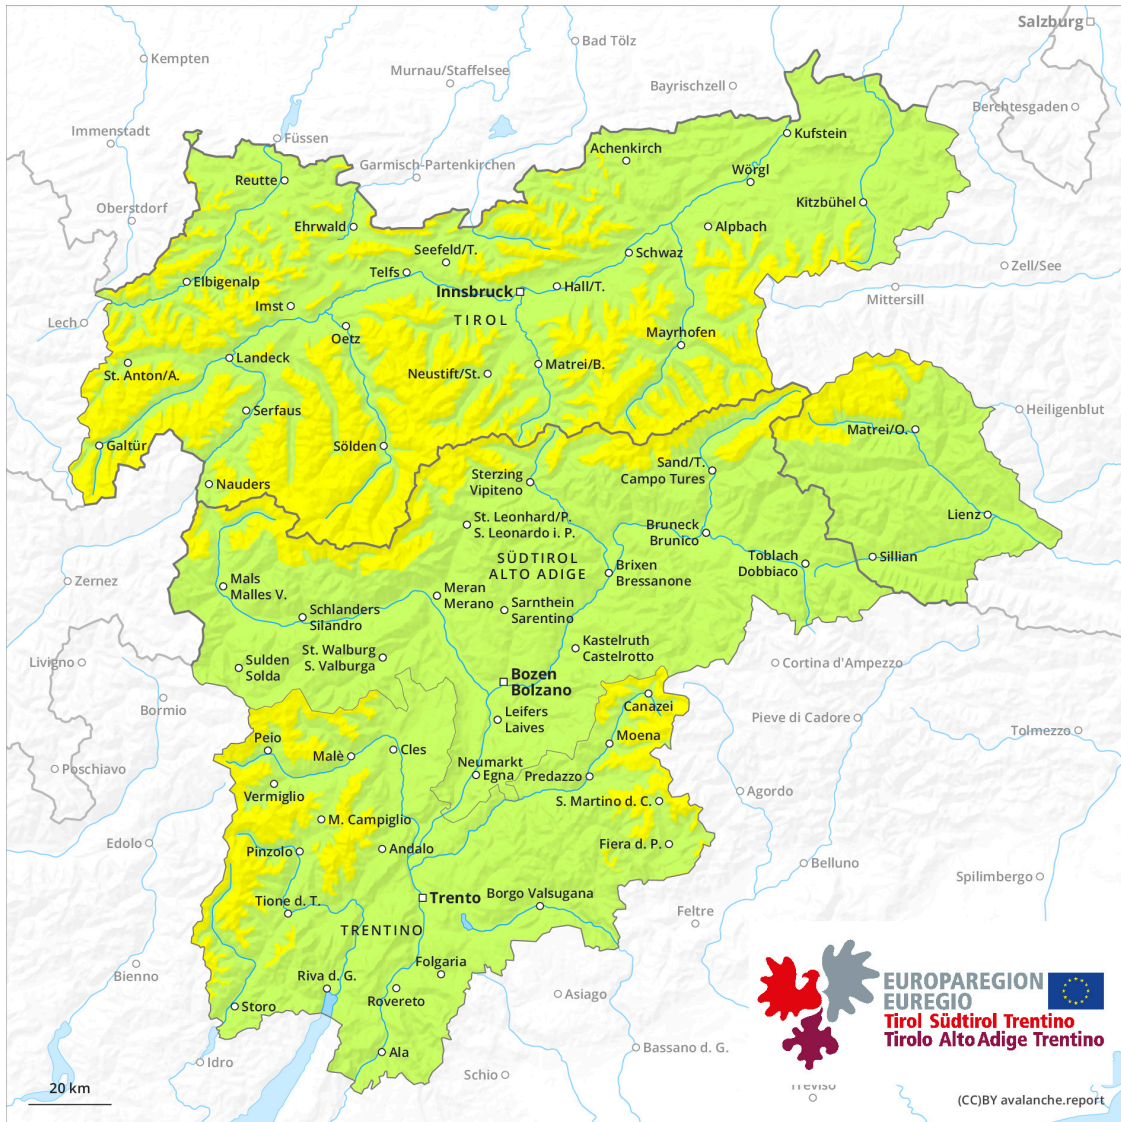 Salzburg
Bad Tölz
Kempten
Murnau/Staffelsee
Bayrischzell
Berchtesgaden
Immenstadt
Füssen
Kufstein
Achenkirch
Garmisch-Partenkirchen
Wörgl
Reutte
Oberstdorf
Kitzbühel
Ehrwald
Alpbach
Seefeld/T.
Schwaz
Zell/See
Telfs
Elbigenalp
Hall/T.
Innsbruck
Mittersill
Imst
TIROL
Lech
Mayrhofen
Oetz
Landeck
Matrei/B.
St. Anton/A.
Neustift/St.
Serfaus
Heiligenblut
Matrei/O.
Galtür
Sölden
Sand/T.
Campo Tures
Sterzing
Vipiteno
Nauders
Lienz
St. Leonhard/P.
S. Leonardo i. P.
Bruneck
Brunico
SÜDTIROL
ALTO ADIGE
Toblach
Dobbiaco
Sillian
Brixen
Bressanone
Zernez
Mals
Malles V.
Meran
Merano
Sarnthein
Sarentino
Schlanders
Silandro
Kastelruth
Castelrotto
St. Walburg
S. Valburga
Livigno
Sulden
Solda
Cortina d'Ampezzo
Bozen
Bolzano
Bormio
Canazei
Leifers
Laives
Pieve di Cadore
Tolmezzo
Peio
Moena
Malè
Cles
Poschiavo
Neumarkt
Egna
Predazzo
Vermiglio
Agordo
S. Martino d. C.
M. Campiglio
Edolo
Pinzolo
Andalo
Fiera d. P.
Belluno
Spilimbergo
Trento
Borgo Valsugana
Tione d. T.
Feltre
TRENTINO
Folgaria
Bienno
Riva d. G.
Rovereto
Asiago
Storo
EUROPAREGION
EUREGIO
Tirol Südtirol Trentino
Tirolo Alto Adige Trentino
Ala
Idro
Bassano d. G.
Schio
20 km
Treviso
(CC)BY avalanche.report